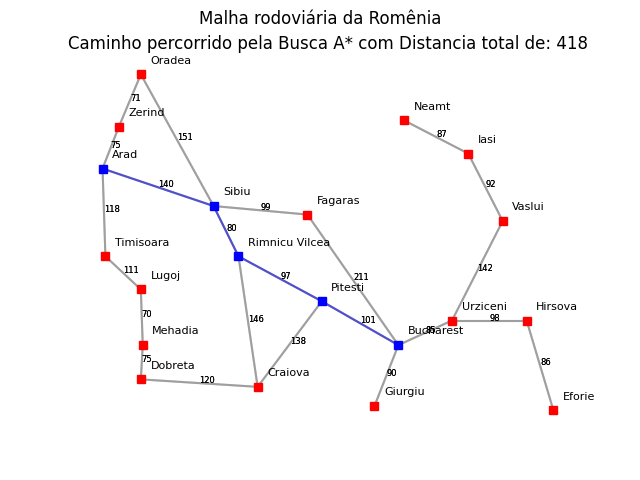 Malha rodoviária da Romênia
Caminho percorrido pela Busca A* com Distancia total de: 418
Oradea
71
Zerind
Neamt
87
151
Iasi
75
Arad
140
92
Sibiu
99
Fagaras
118
Vaslui
80
Timisoara
Rimnicu Vilcea
111
142
Lugoj
97
211
Pitesti
70
146
101
Urziceni
98
Hirsova
Mehadia
138
Bucharest
85
75
Dobreta
120
Craiova
90
86
Giurgiu
Eforie